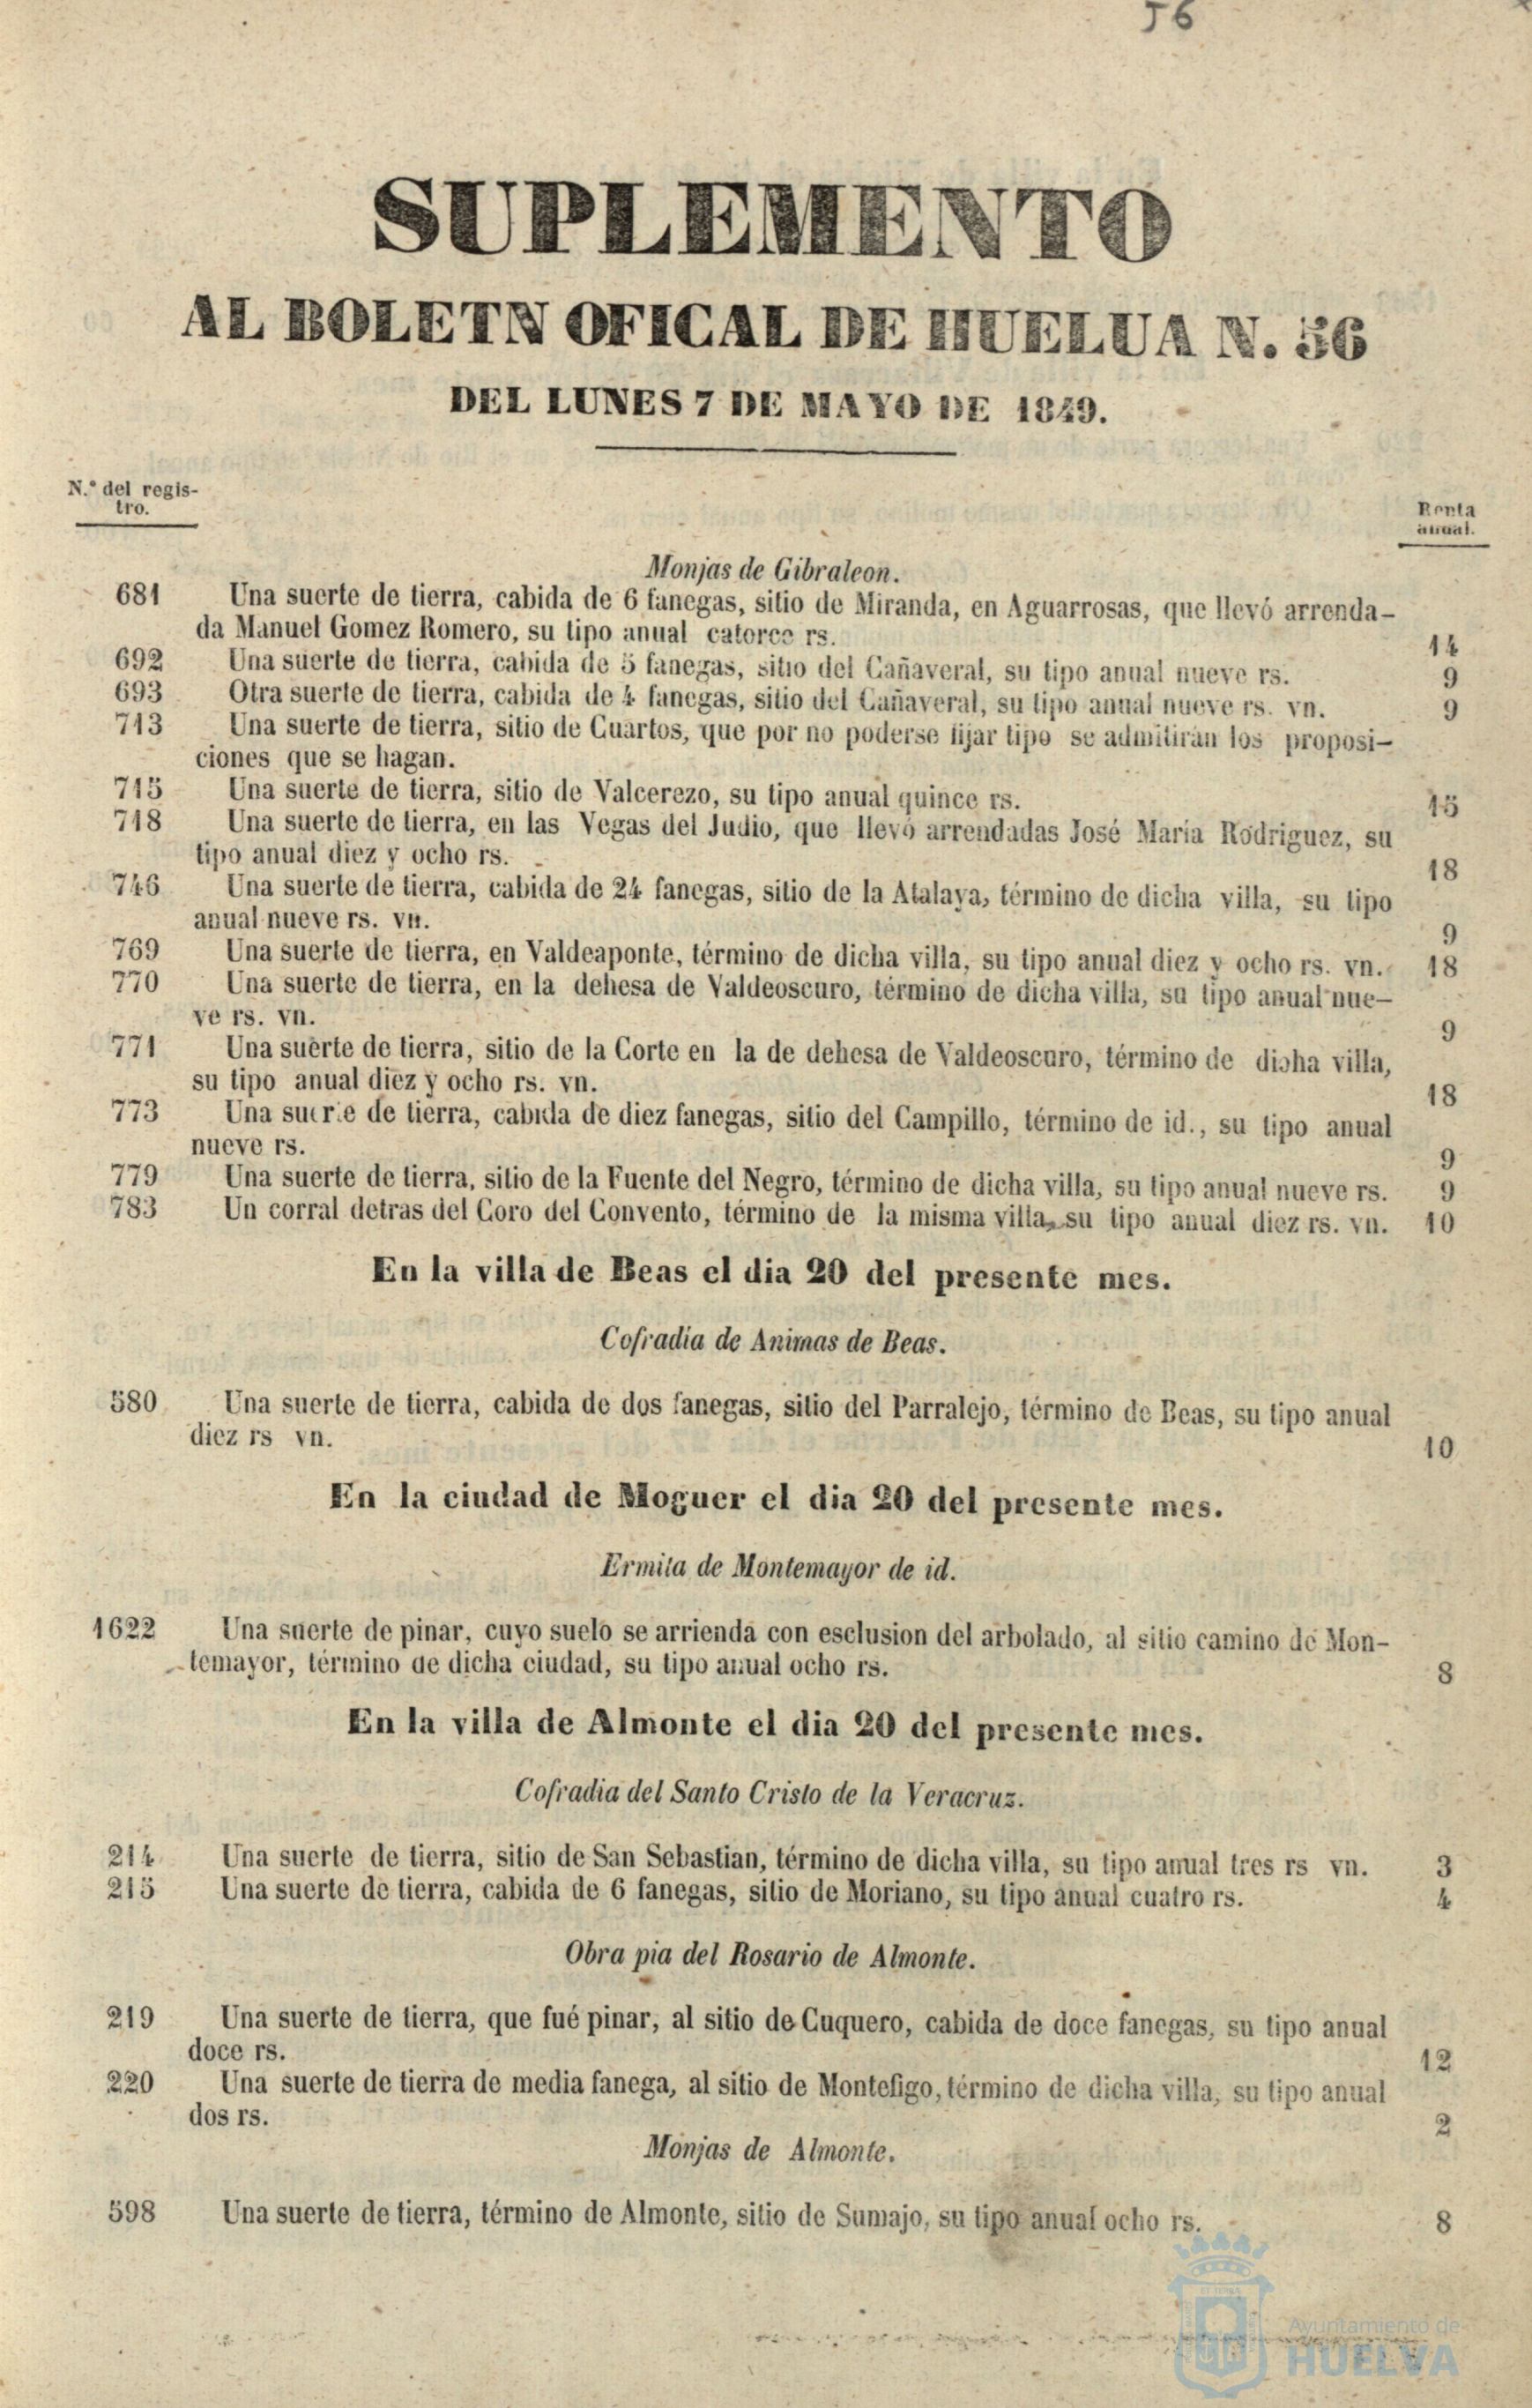 56
SUPLEMENTO
AL BOLETN OFICAL DE HUELUA N. 56
DEL LUNES 7 DE MAYO DE 1849.
N.º del regis-
tro.
Renta
anual.
Monjas de Gibraleon.
681 Una suerte de tierra, cabida de 6 fanegas, sitio de Miranda, en Aguarrosas, que llevó arrenda-
da Manuel Gomez Romero, su tipo anual catorce rs. 14
692 Una suerte de tierra, cabida de 5 fanegas, sitio del Cañaveral, su tipo anual nueve rs. 9
693 Otra suerte de tierra, cabida de 4 fanegas, sitio del Cañaveral, su tipo anual nueve rs. vn. 9
713 Una suerte de tierra, sitio de Cuartos, que por no poderse fijar tipo se admitiran los proposi-
ciones que se hagan.
715 Una suerte de tierra, sitio de Valcerezo, su tipo anual quince rs. 15
718 Una suerte de tierra, en las Vegas del Judio, que llevó arrendadas José María Rodriguez, su
tipo anual diez y ocho rs. 18
746 Una suerte de tierra, cabida de 24 fanegas, sitio de la Atalaya, término de dicha villa, su tipo
anual nueve rs. vn. 9
769 Una suerte de tierra, en Valdeaponte, término de dicha villa, su tipo anual diez y ocho rs. vn. 18
770 Una suerte de tierra, en la dehesa de Valdeoscuro, término de dicha villa, su tipo anual nue-
ve rs. vn. 9
771 Una suerte de tierra, sitio de la Corte en la de dehesa de Valdeoscuro, término de dicha villa,
su tipo anual diez y ocho rs. vn. 18
773 Una suerte de tierra, cabida de diez fanegas, sitio del Campillo, término de id., su tipo anual
nueve rs. 9
779 Una suerte de tierra, sitio de la Fuente del Negro, término de dicha villa, su tipo anual nueve rs. 9
783 Un corral detras del Coro del Convento, término de la misma villa, su tipo anual diez rs. vn. 10
En la villa de Beas el dia 20 del presente mes.
Cofradia de Animas de Beas.
580 Una suerte de tierra, cabida de dos fanegas, sitio del Parralejo, término de Beas, su tipo anual
diez rs vn. 10
En la ciudad de Moguer el dia 20 del presente mes.
Ermita de Montemayor de id.
1622 Una suerte de pinar, cuyo suelo se arrienda con esclusion del arbolado, al sitio camino de Mon-
temayor, término de dicha ciudad, su tipo anual ocho rs. 8
En la villa de Almonte el dia 20 del presente mes.
Cofradia del Santo Cristo de la Veracruz.
214 Una suerte de tierra, sitio de San Sebastian, término de dicha villa, su tipo anual tres rs vn. 3
215 Una suerte de tierra, cabida de 6 fanegas, sitio de Moriano, su tipo anual cuatro rs. 4
Obra pia del Rosario de Almonte.
219 Una suerte de tierra, que fué pinar, al sitio de Cuquero, cabida de doce fanegas, su tipo anual
doce rs. 12
220 Una suerte de tierra de media fanega, al sitio de Montefigo, término de dicha villa, su tipo anual
dos rs. 2
Monjas de Almonte.
598 Una suerte de tierra, término de Almonte, sitio de Sumajo, su tipo anual ocho rs. 8
Ayuntamiento de
HUELVA